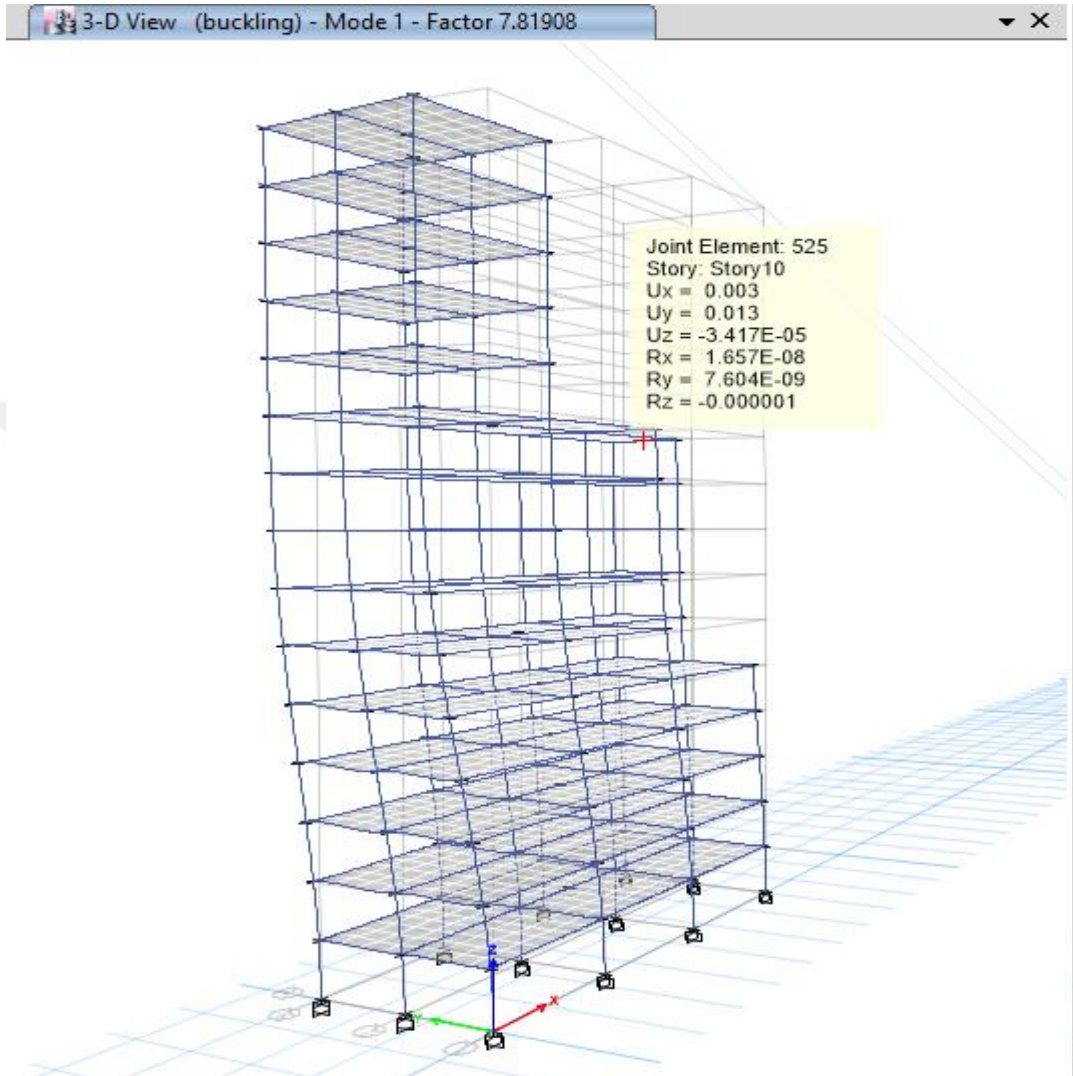 3-D View (buckling) - Mode 1 - Factor 7.81908
Joint Element: 525
Story: Story10
Ux = 0.003
Uy = 0.013
Uz = -3.417E-05
Rx = 1.657E-08
Ry = 7.604E-09
Rz = -0.000001
Z
X